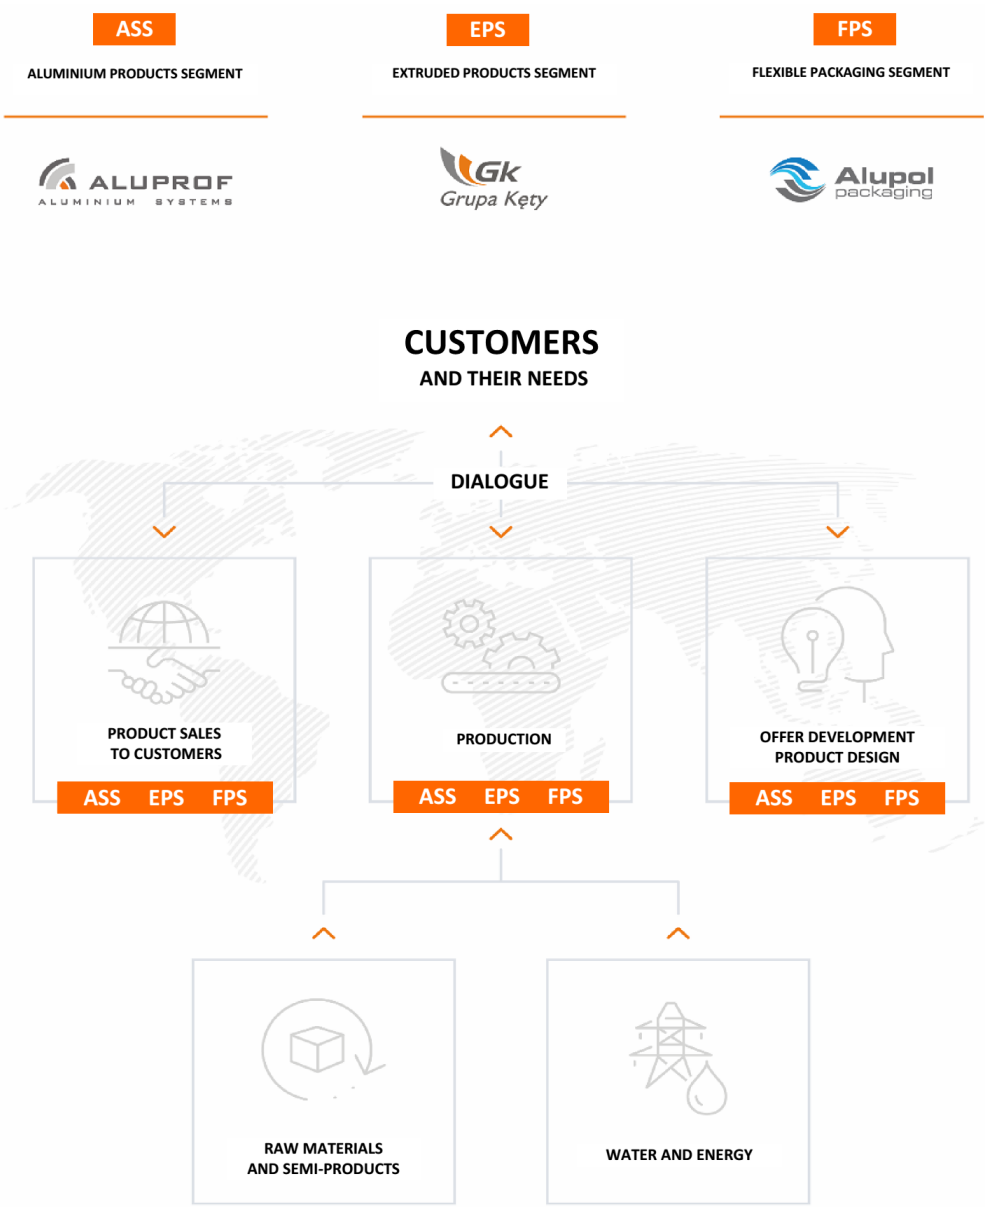 ASS
EPS
FPS
ALUMINIUM PRODUCTS SEGMENT
EXTRUDED PRODUCTS SEGMENT
FLEXIBLE PACKAGING SEGMENT
ALUPROF
ALUMINIUM SYSTEMS
Gk
Grupa Kęty
Alupol
packaging
CUSTOMERS
AND THEIR NEEDS
DIALOGUE
PRODUCT SALES
TO CUSTOMERS
ASS EPS FPS
PRODUCTION
ASS EPS FPS
OFFER DEVELOPMENT
PRODUCT DESIGN
ASS EPS FPS
RAW MATERIALS
AND SEMI-PRODUCTS
WATER AND ENERGY